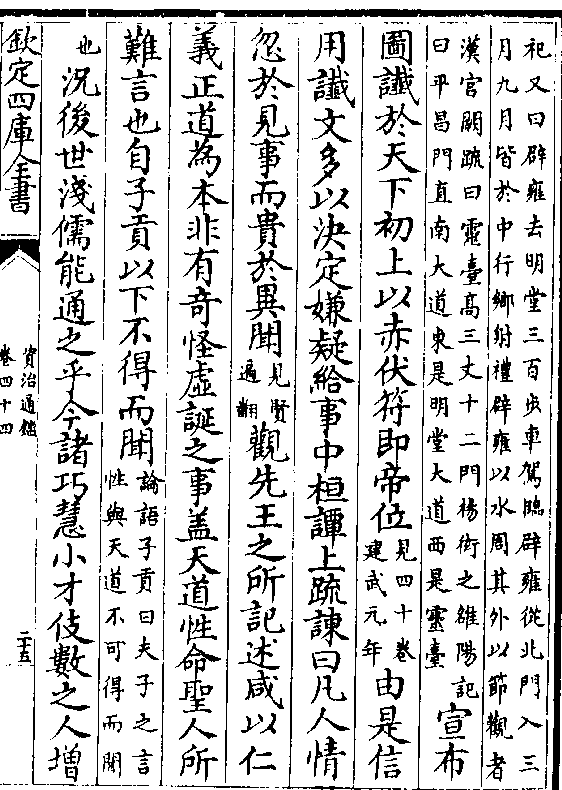 祀又曰辟雍去明堂三百步車駕臨辟雍從北門入三
月九月皆於中行鄉射禮辟雍以水周其外以節觀者
漢官闕疏曰靈臺高三丈十二門楊衒之雒陽記
曰平昌門直南大道東是明堂大道西是靈臺
宣布
圖讖於天下初上以赤伏符即帝位
見四十卷
建武元年
由是信
用讖文多以決定嫌疑給事中桓譚上疏諫曰凡人情
忽於見事而貴於異聞
見賢
遍翻
觀先王之所記述咸以仁
義正道為本非有奇怪虛誕之事蓋天道性命聖人所
難言也自子貢以下不得而聞
論語子貢曰夫子之言
性與天道不可得而聞
也
況後世淺儒能通之乎今諸巧慧小才伎數之人增
欽定四庫全書
資治通鑑
卷四十四
二十五